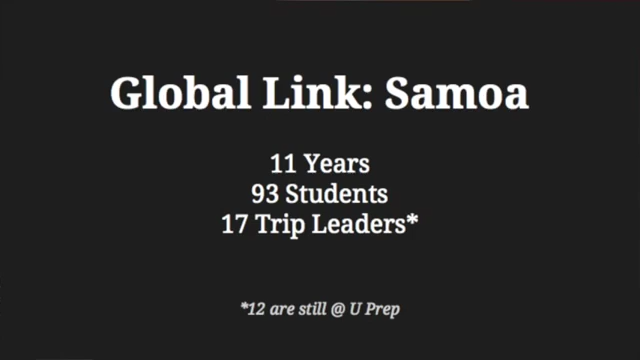 Global Link: Samoa
11 Years
93 Students
17 Trip Leaders*
*12 are still @ U Prep